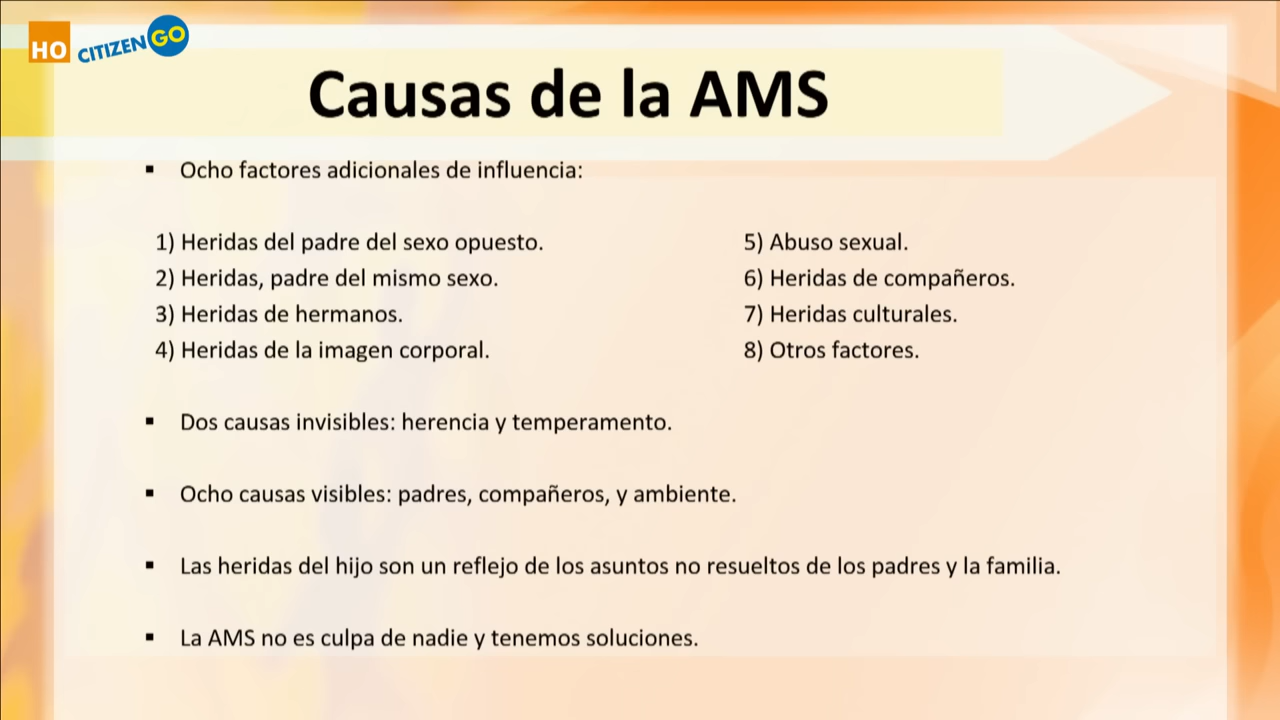 HO CITIZENGO
Causas de la AMS
▪ Ocho factores adicionales de influencia:
1) Heridas del padre del sexo opuesto.
2) Heridas, padre del mismo sexo.
3) Heridas de hermanos.
4) Heridas de la imagen corporal.
5) Abuso sexual.
6) Heridas de compañeros.
7) Heridas culturales.
8) Otros factores.
▪ Dos causas invisibles: herencia y temperamento.
▪ Ocho causas visibles: padres, compañeros, y ambiente.
▪ Las heridas del hijo son un reflejo de los asuntos no resueltos de los padres y la familia.
▪ La AMS no es culpa de nadie y tenemos soluciones.